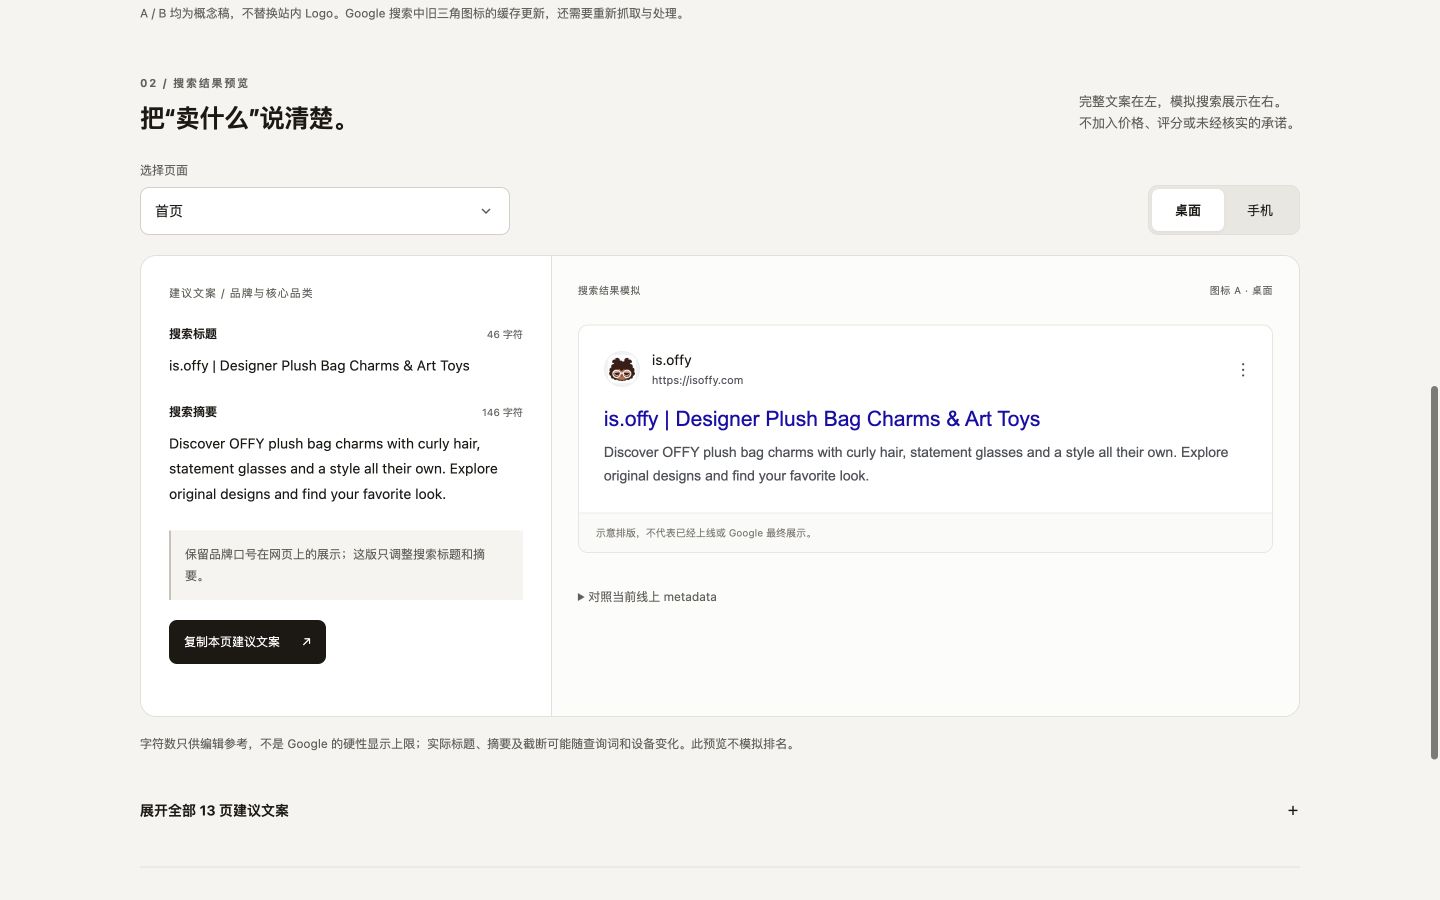 A / B 均为概念稿，不替换站内 Logo。Google 搜索中旧三角图标的缓存更新，还需要重新抓取与处理。
02 / 搜索结果预览
把“卖什么”说清楚。
完整文案在左，模拟搜索展示在右。
不加入价格、评分或未经核实的承诺。
选择页面
首页
桌面
手机
建议文案 / 品牌与核心品类
搜索标题
46 字符
is.offy | Designer Plush Bag Charms & Art Toys
搜索摘要
146 字符
Discover OFFY plush bag charms with curly hair,
statement glasses and a style all their own. Explore
original designs and find your favorite look.
保留品牌口号在网页上的展示；这版只调整搜索标题和摘
要。
复制本页建议文案 ↗
搜索结果模拟
图标 A · 桌面
is.offy
https://isoffy.com
is.offy | Designer Plush Bag Charms & Art Toys
Discover OFFY plush bag charms with curly hair, statement glasses and a style all their own. Explore
original designs and find your favorite look.
示意排版，不代表已经上线或 Google 最终展示。
▶ 对照当前线上 metadata
字符数只供编辑参考，不是 Google 的硬性显示上限；实际标题、摘要及截断可能随查询词和设备变化。此预览不模拟排名。
展开全部 13 页建议文案
+